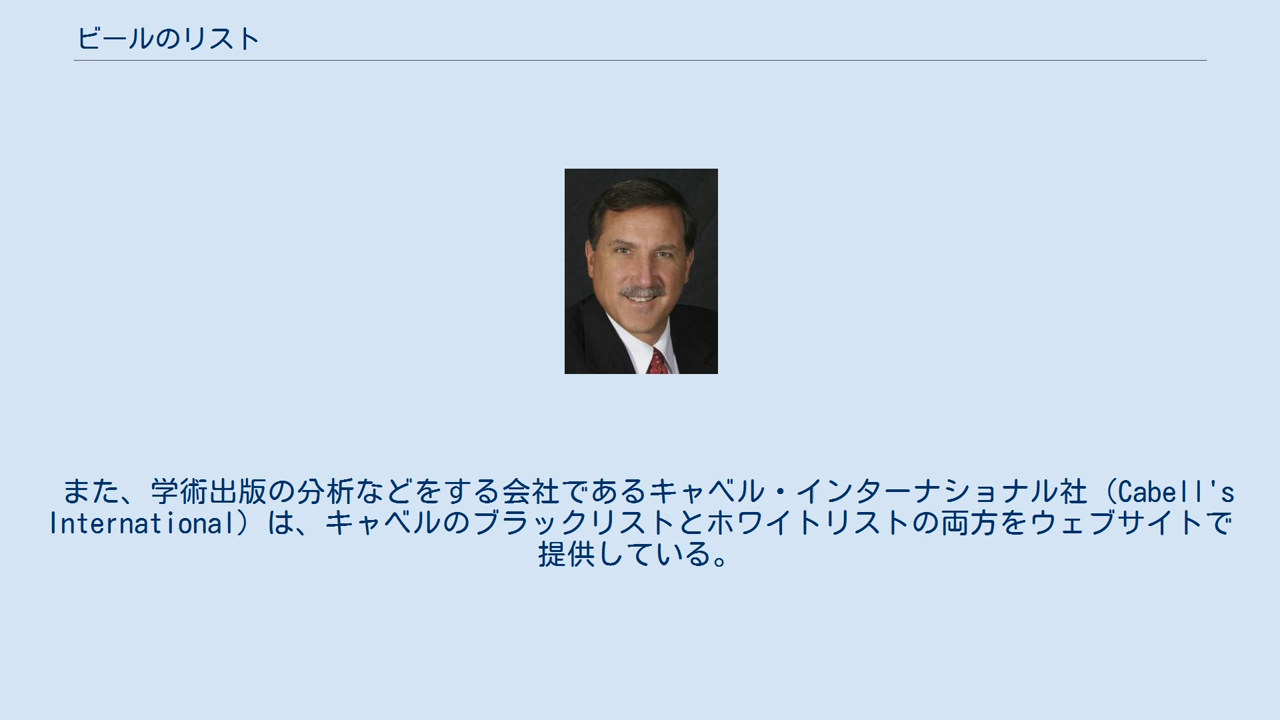 ビールのリスト
また、学術出版の分析などをする会社であるキャベル・インターナショナル社（Cabell's
International）は、キャベルのブラックリストとホワイトリストの両方をウェブサイトで
提供している。